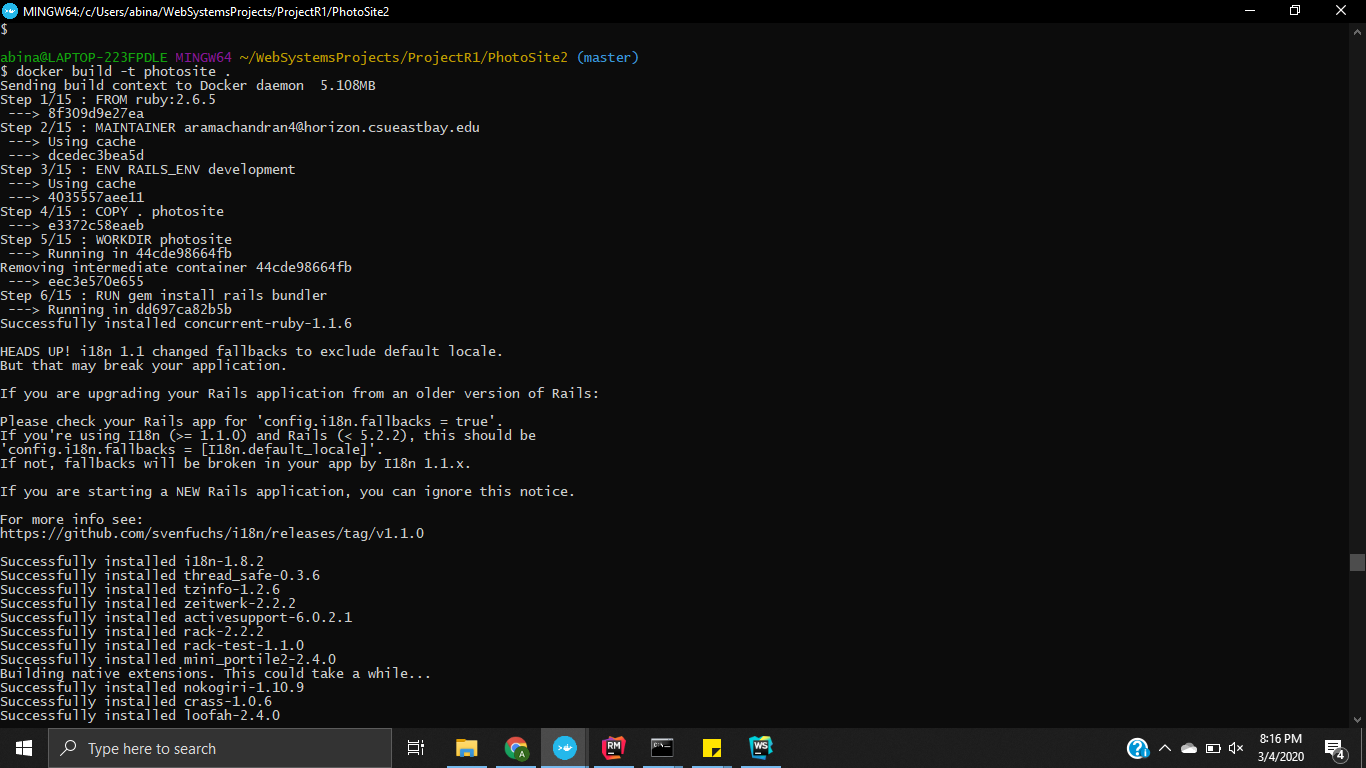 MINGW64:/c/Users/abina/WebSystemsProjects/ProjectR1/PhotoSite2
$
abina@LAPTOP-223FPDLE MINGW64 ~/WebSystemsProjects/ProjectR1/PhotoSite2 (master)
$ docker build -t photosite .
Sending build context to Docker daemon  5.108MB
Step 1/15 : FROM ruby:2.6.5
 ---> 8f309d9e27ea
Step 2/15 : MAINTAINER aramachandran4@horizon.csueastbay.edu
 ---> Using cache
 ---> dcedec3bea5d
Step 3/15 : ENV RAILS_ENV development
 ---> Using cache
 ---> 4035557aee11
Step 4/15 : COPY . photosite
 ---> e3372c58eaeb
Step 5/15 : WORKDIR photosite
 ---> Running in 44cde98664fb
Removing intermediate container 44cde98664fb
 ---> eec3e570e655
Step 6/15 : RUN gem install rails bundler
 ---> Running in dd697ca82b5b
Successfully installed concurrent-ruby-1.1.6
HEADS UP! i18n 1.1 changed fallbacks to exclude default locale.
But that may break your application.
If you are upgrading your Rails application from an older version of Rails:
Please check your Rails app for 'config.i18n.fallbacks = true'.
If you're using I18n (>= 1.1.0) and Rails (< 5.2.2), this should be
'config.i18n.fallbacks = [I18n.default_locale]'.
If not, fallbacks will be broken in your app by I18n 1.1.x.
If you are starting a NEW Rails application, you can ignore this notice.
For more info see:
https://github.com/svenfuchs/i18n/releases/tag/v1.1.0
Successfully installed i18n-1.8.2
Successfully installed thread_safe-0.3.6
Successfully installed tzinfo-1.2.6
Successfully installed zeitwerk-2.2.2
Successfully installed activesupport-6.0.2.1
Successfully installed rack-2.2.2
Successfully installed rack-test-1.1.0
Successfully installed mini_portile2-2.4.0
Building native extensions. This could take a while...
Successfully installed nokogiri-1.10.9
Successfully installed crass-1.0.6
Successfully installed loofah-2.4.0
Type here to search
A
RM
C:\_
WS
8:16 PM
3/4/2020
4